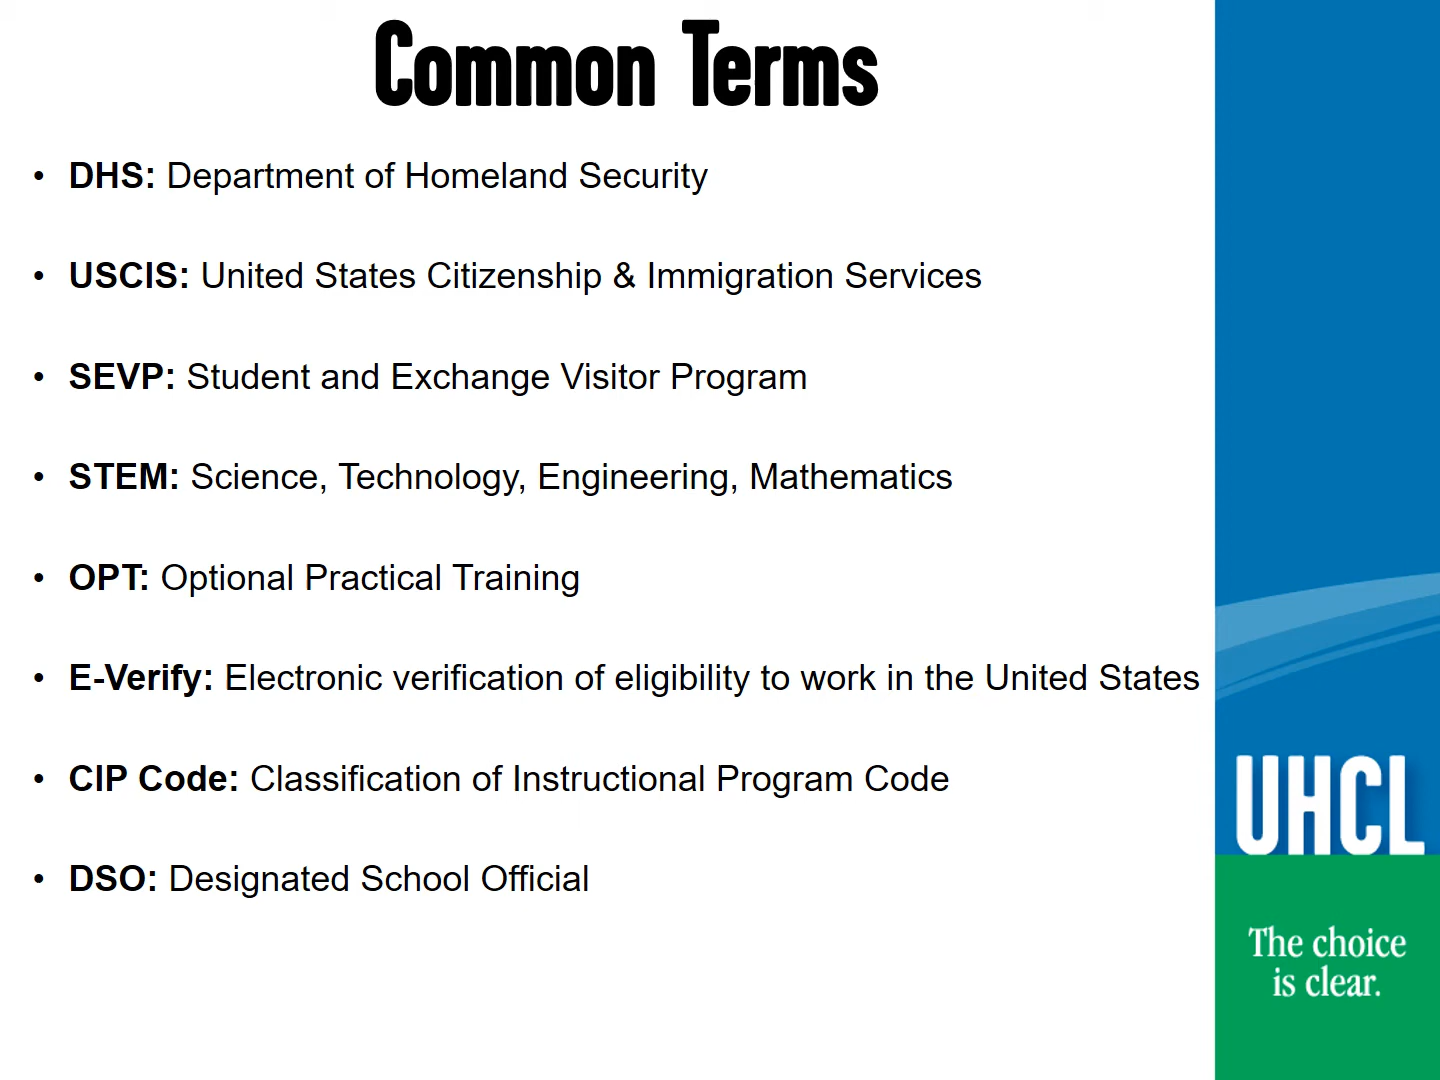 Common Terms
• DHS: Department of Homeland Security
• USCIS: United States Citizenship & Immigration Services
• SEVP: Student and Exchange Visitor Program
• STEM: Science, Technology, Engineering, Mathematics
• OPT: Optional Practical Training
• E-Verify: Electronic verification of eligibility to work in the United States
• CIP Code: Classification of Instructional Program Code
• DSO: Designated School Official
UHCL
The choice
is clear.